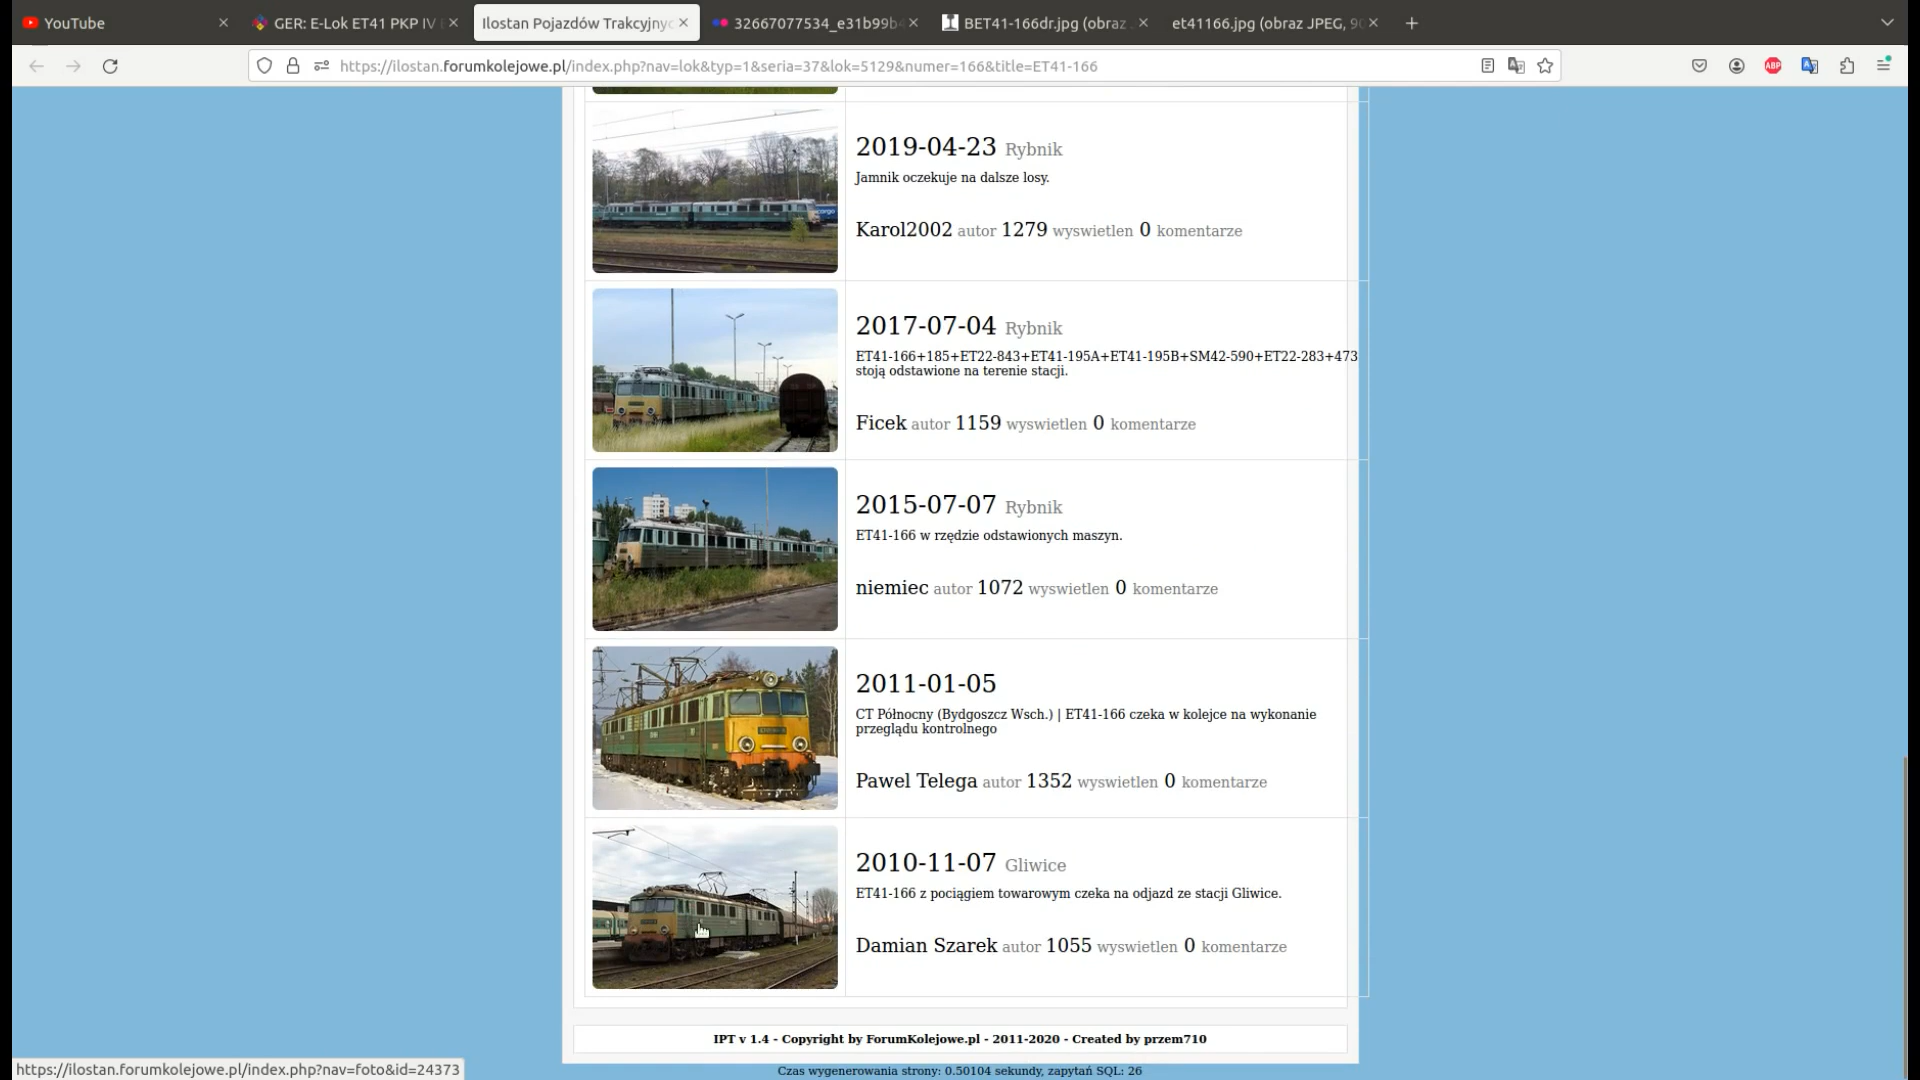 YouTube
GER: E-Lok ET41 PKP IV
Ilostan Pojazdów Trakcyjnyc
32667077534_e31b99b4
BET41-166dr.jpg (obraz
et41166.jpg (obraz JPEG, 90
https://ilostan.forumkolejowe.pl/index.php?nav=lok&typ=1&seria=37&lok=5129&numer=166&title=ET41-166
ABP
2019-04-23 Rybnik
Jamnik oczekuje na dalsze losy.
Karol2002 autor 1279 wyswietlen 0 komentarze
cargo
2017-07-04 Rybnik
ET41-166+185+ET22-843+ET41-195A+ET41-195B+SM42-590+ET22-283+473
stoją odstawione na terenie stacji.
Ficek autor 1159 wyswietlen 0 komentarze
2015-07-07 Rybnik
ET41-166 w rzędzie odstawionych maszyn.
niemiec autor 1072 wyswietlen 0 komentarze
2011-01-05
CT Północny (Bydgoszcz Wsch.) | ET41-166 czeka w kolejce na wykonanie
przeglądu kontrolnego
Pawel Telega autor 1352 wyswietlen 0 komentarze
2010-11-07 Gliwice
ET41-166 z pociągiem towarowym czeka na odjazd ze stacji Gliwice.
Damian Szarek autor 1055 wyswietlen 0 komentarze
IPT v 1.4 - Copyright by ForumKolejowe.pl - 2011-2020 - Created by przem710
https://ilostan.forumkolejowe.pl/index.php?nav=foto&id=24373
Czas wygenerowania strony: 0.50104 sekundy, zapytań SQL: 26